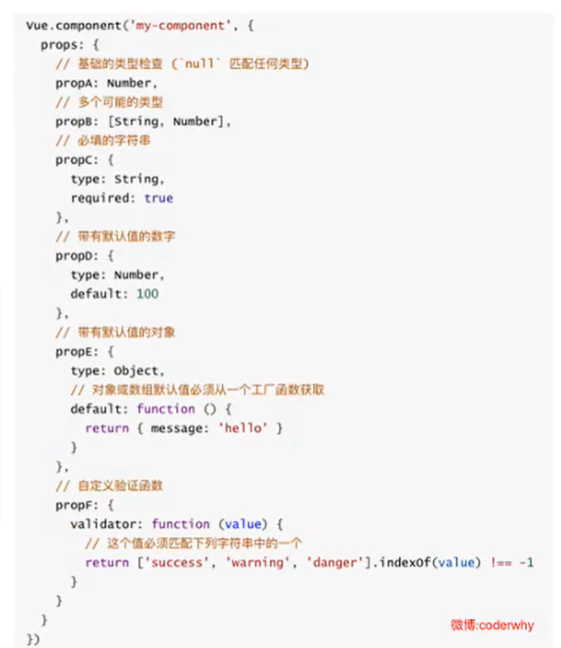 Vue.component('my-component', {
  props: {
    // 基础的类型检查 (`null` 匹配任何类型)
    propA: Number,
    // 多个可能的类型
    propB: [String, Number],
    // 必填的字符串
    propC: {
      type: String,
      required: true
    },
    // 带有默认值的数字
    propD: {
      type: Number,
      default: 100
    },
    // 带有默认值的对象
    propE: {
      type: Object,
      // 对象或数组默认值必须从一个工厂函数获取
      default: function () {
        return { message: 'hello' }
      }
    },
    // 自定义验证函数
    propF: {
      validator: function (value) {
        // 这个值必须匹配下列字符串中的一个
        return ['success', 'warning', 'danger'].indexOf(value) !== -1
      }
    }
  }
})
微博:coderwhy